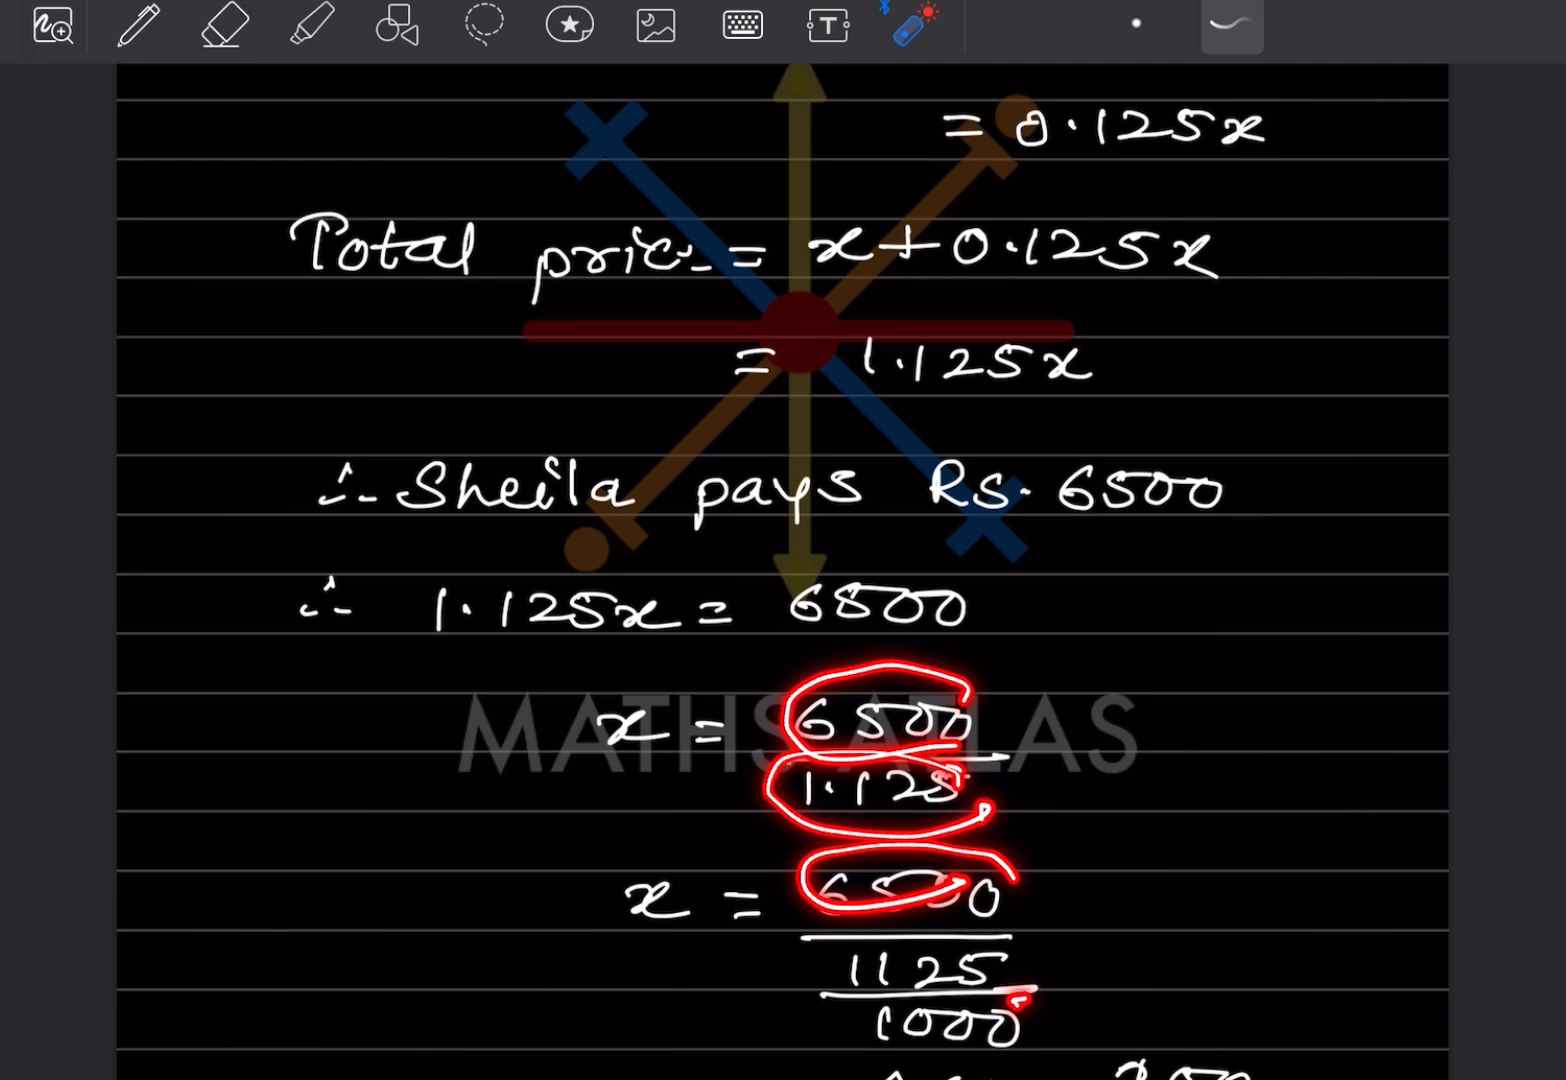 = 0.125x
Total price = x+0.125x
= 1.125x
∴ Sheila pays Rs. 6500
∴ 1.125x = 6500
MATHS ATLAS
x = 6500
1.125
x = 6500
1125
1000